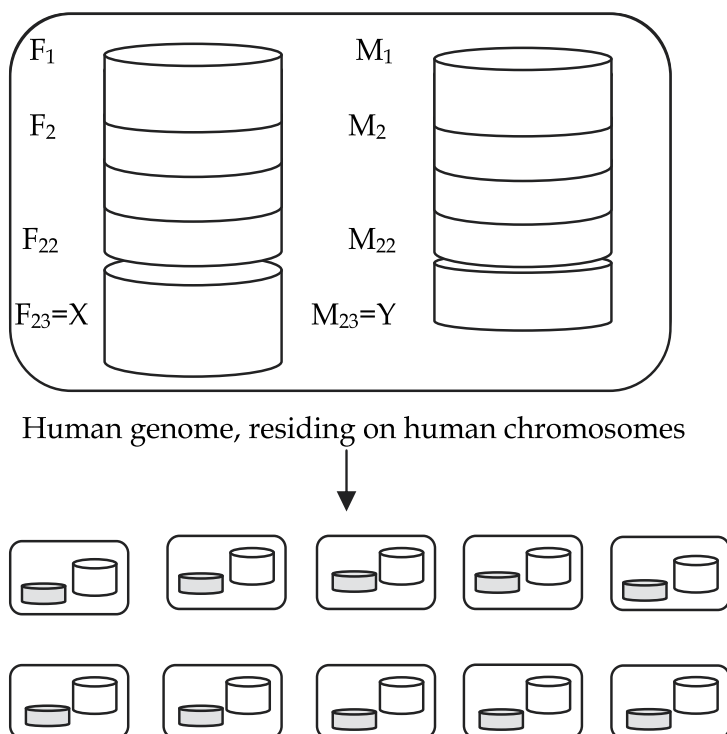 F₁ M₁
F₂ M₂
F₂₂ M₂₂
F₂₃=X M₂₃=Y
Human genome, residing on human chromosomes